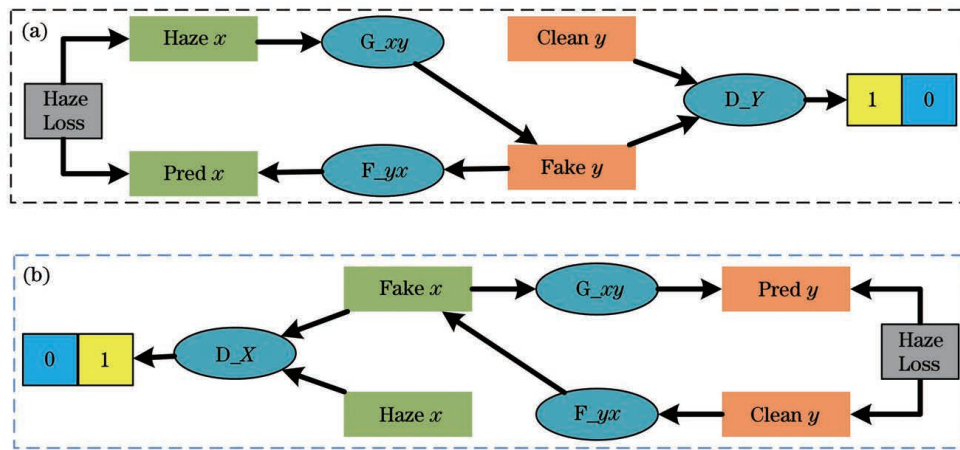 (a)
Haze x
G_xy
Clean y
Haze
Loss
D_Y
1
0
Pred x
F_yx
Fake y
(b)
Fake x
G_xy
Pred y
0
1
D_X
Haze
Loss
Haze x
F_yx
Clean y